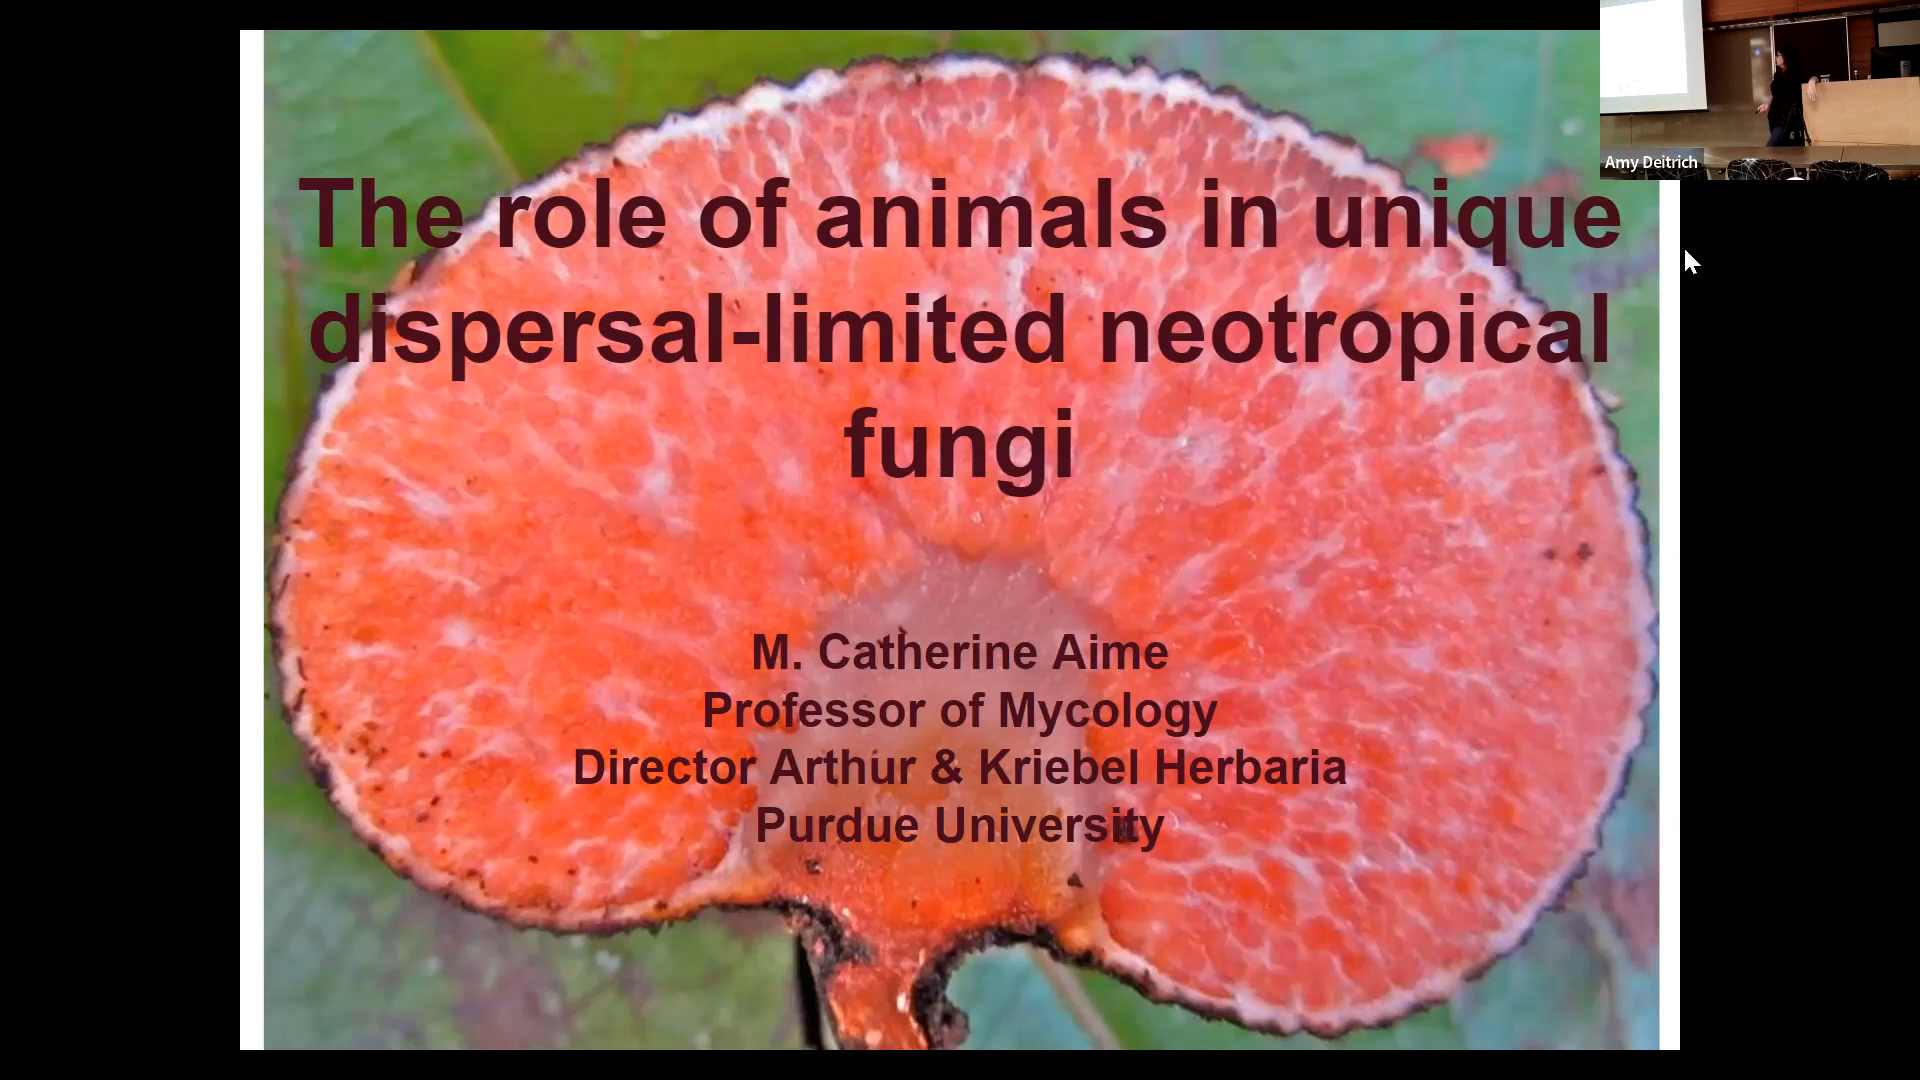 The role of animals in unique
dispersal-limited neotropical
fungi
M. Catherine Aime
Professor of Mycology
Director Arthur & Kriebel Herbaria
Purdue University
Amy Deitrich